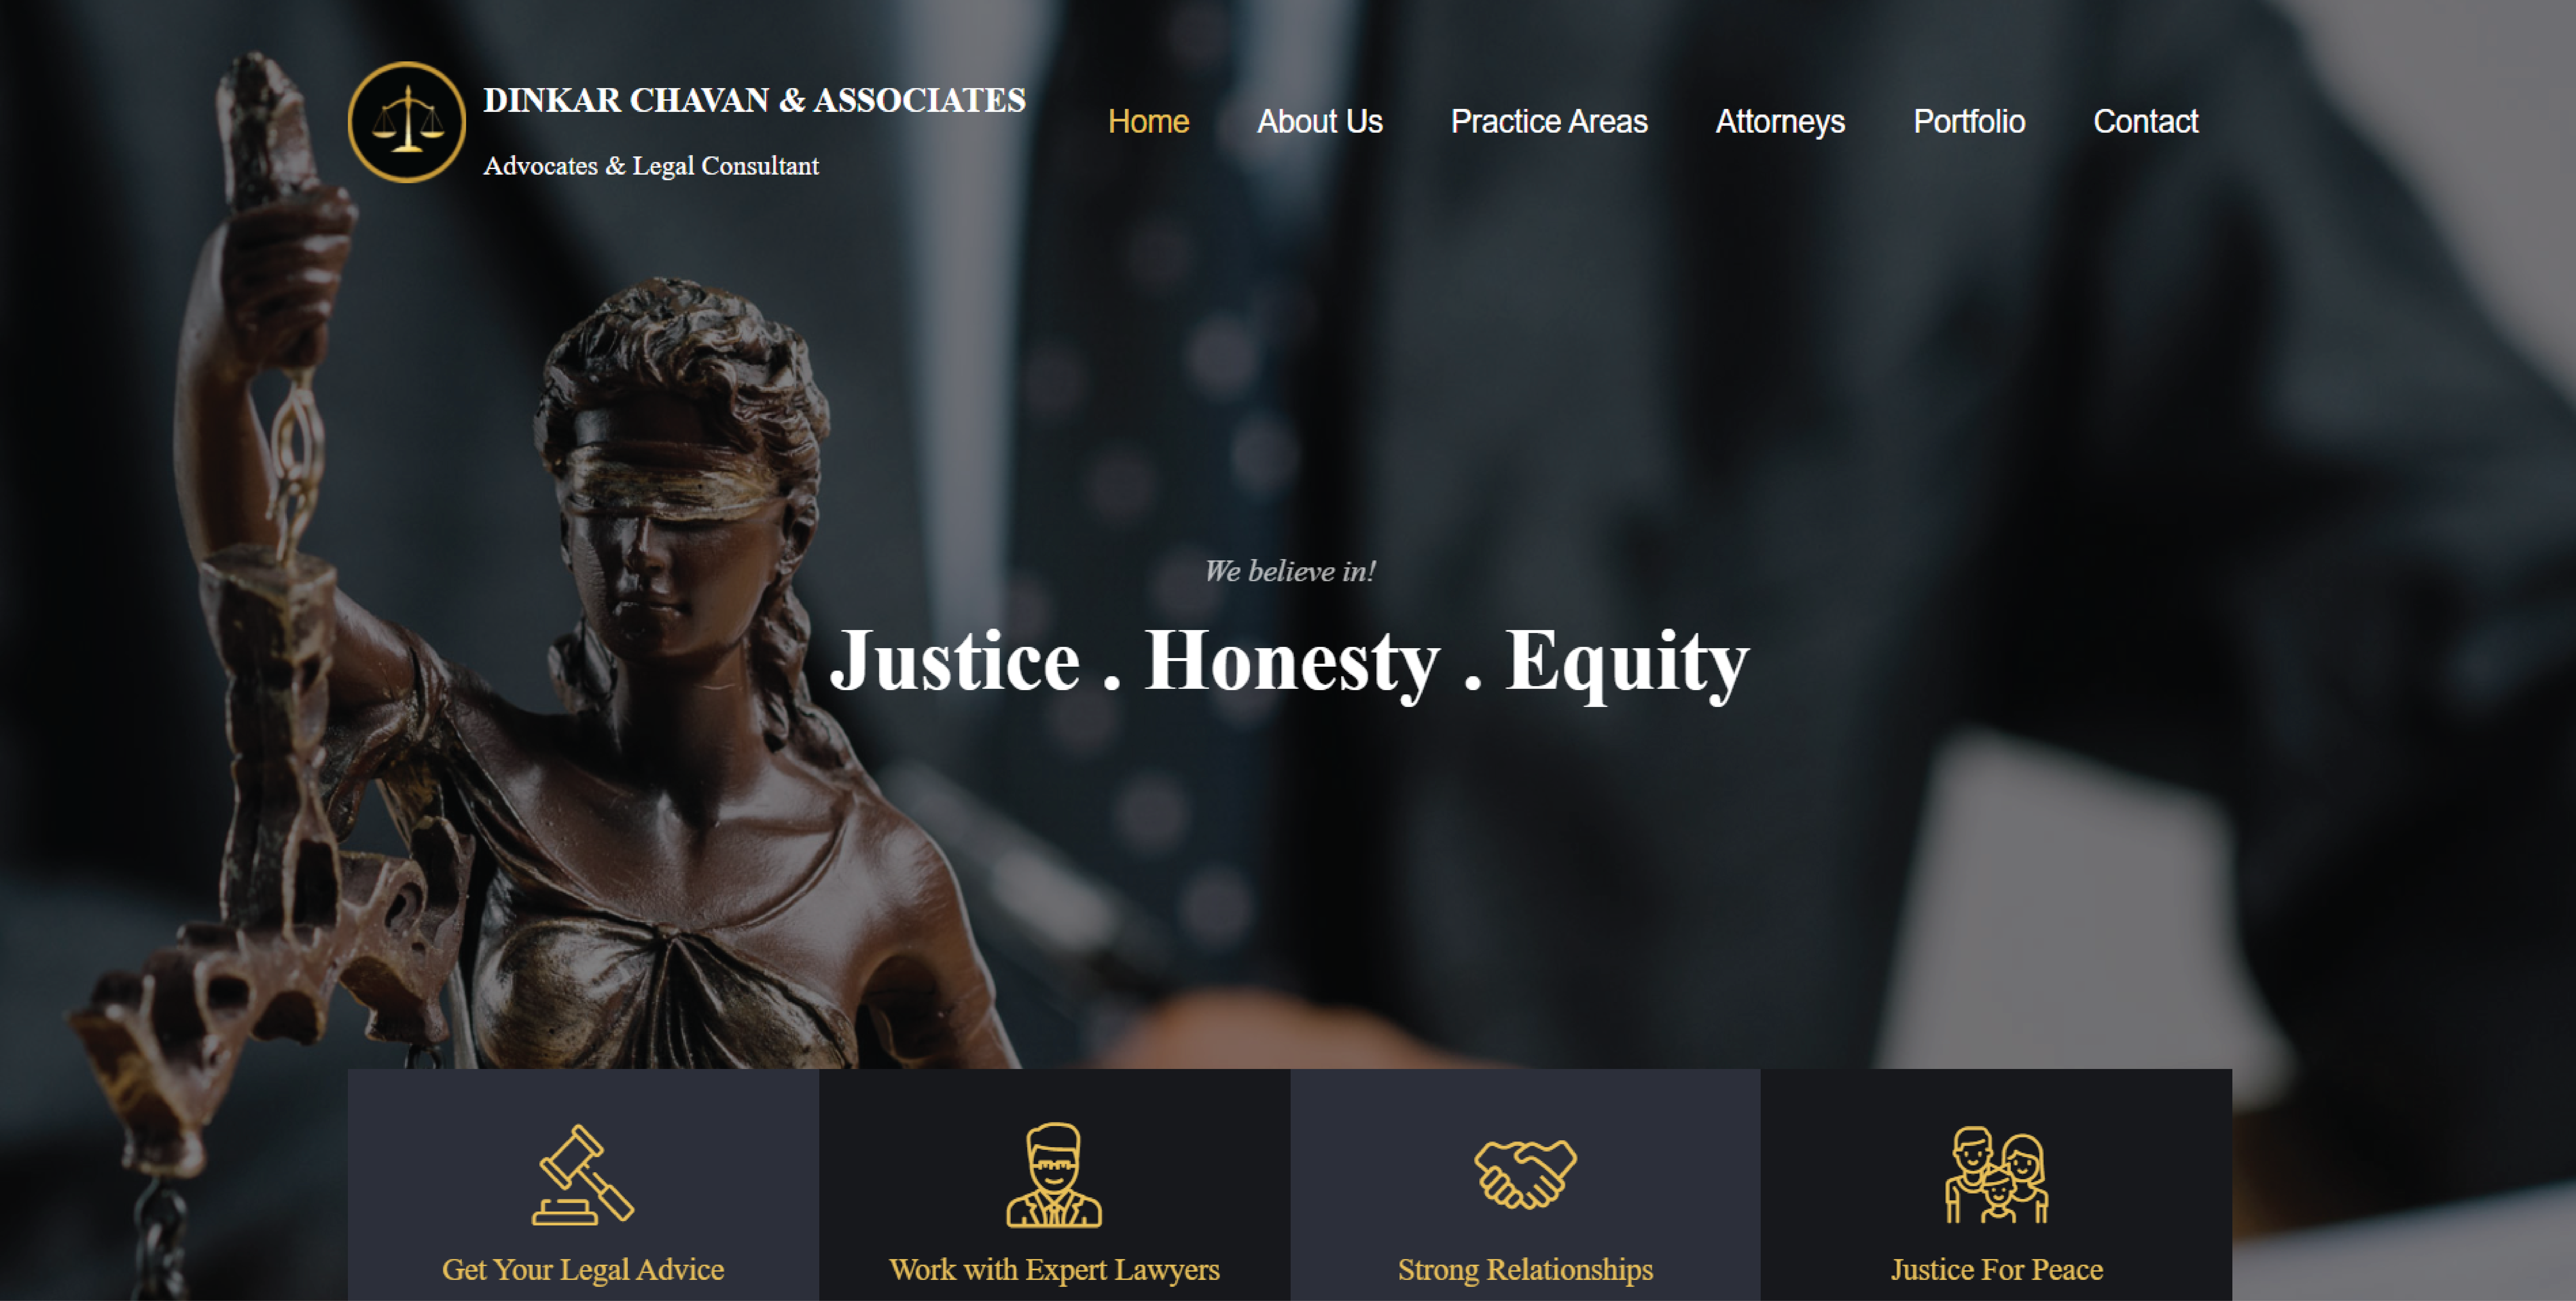 DINKAR CHAVAN & ASSOCIATES
Advocates & Legal Consultant
Home
About Us
Practice Areas
Attorneys
Portfolio
Contact
We believe in!
Justice . Honesty . Equity
Get Your Legal Advice
Work with Expert Lawyers
Strong Relationships
Justice For Peace